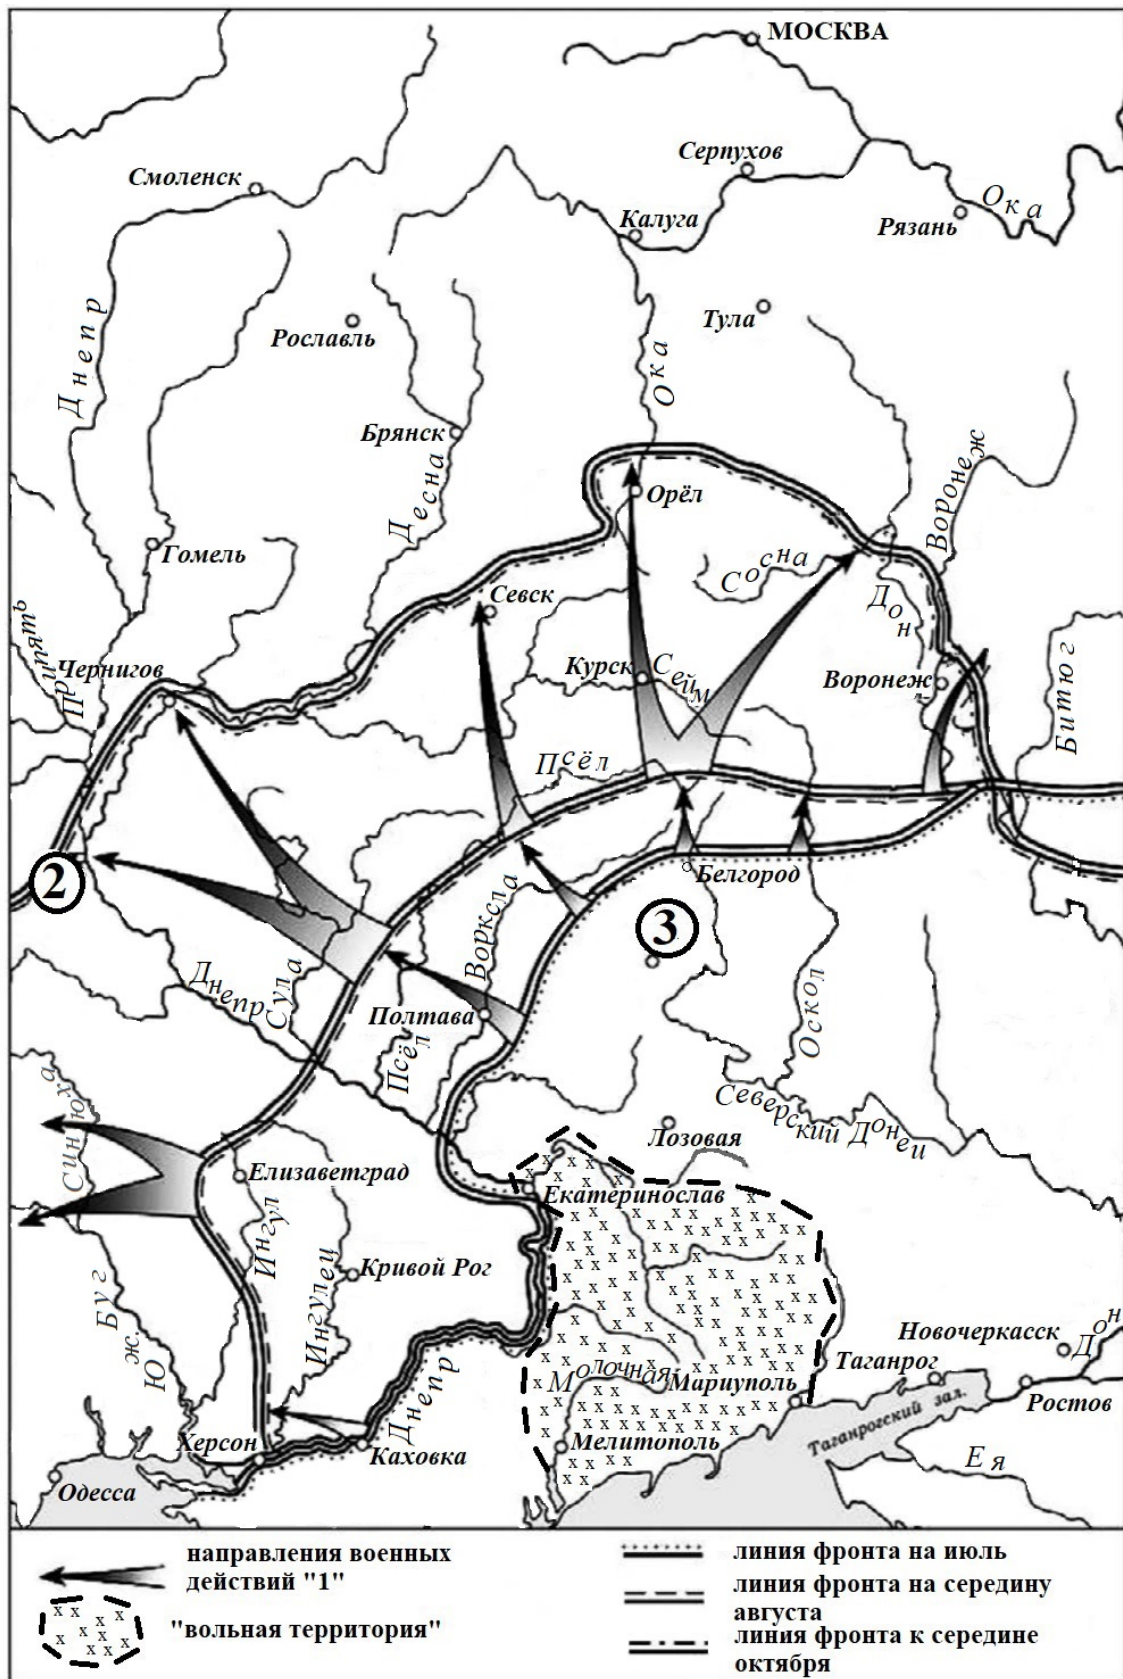 МОСКВА
Серпухов
Смоленск
Ока
Калуга
Рязань
Днепр
Тула
Рославль
Ока
Брянск
Десна
Воронеж
Орёл
Гомель
Сосна
Севск
Дон
Припять
Чернигов
Курск
Сейм
Воронеж
Битюг
Псёл
2
Белгород
Ворксла
3
Днепр
Сула
Оскол
Полтава
Псёл
Синюха
Северский Донец
Лозовая
Елизаветград
Екатеринослав
Ингул
Кривой Рог
Ингулец
Ю ж. Буг
Новочеркасск
Дон
Таганрог
Молочная
Мариуполь
Ростов
Днепр
Таганрогский зал.
Херсон
Каховка
Мелитополь
Ея
Одесса
направления военных
действий "1"
"вольная территория"
линия фронта на июль
линия фронта на середину
августа
линия фронта к середине
октября